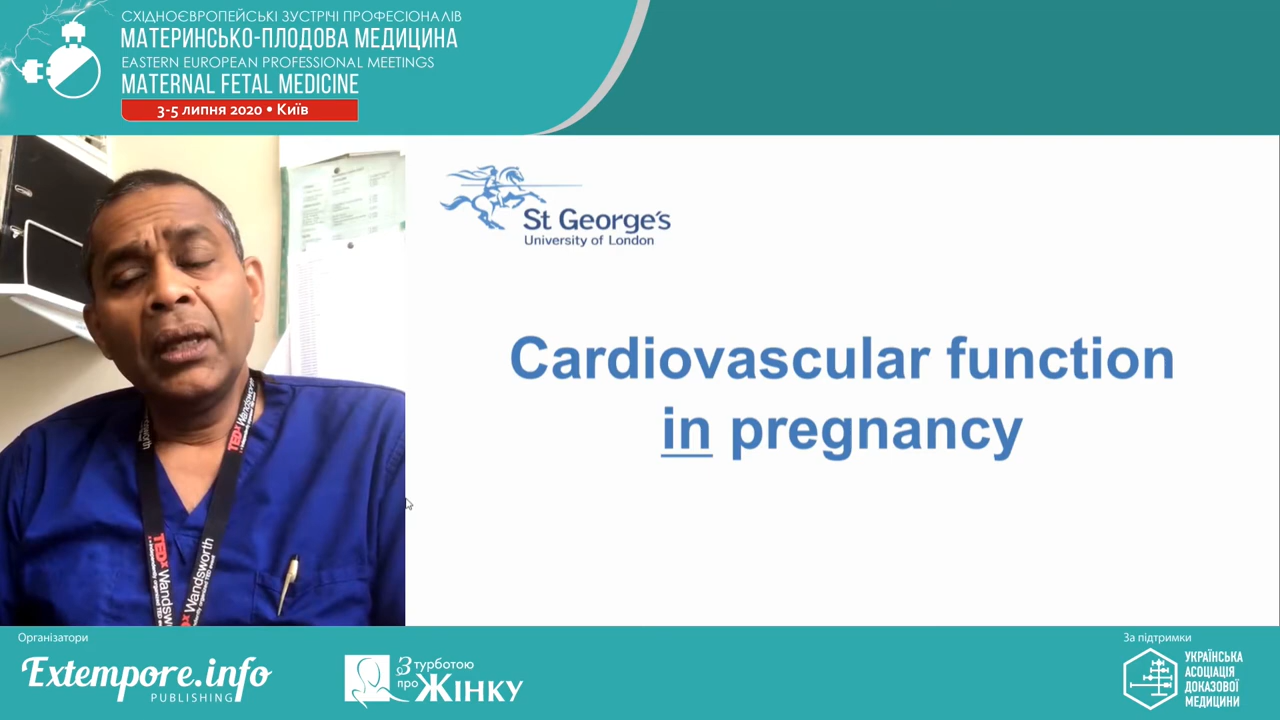 СХІДНОЄВРОПЕЙСЬКІ ЗУСТРІЧІ ПРОФЕСІОНАЛІВ
МАТЕРИНСЬКО-ПЛОДОВА МЕДИЦИНА
EASTERN EUROPEAN PROFESSIONAL MEETINGS
MATERNAL FETAL MEDICINE
3-5 липня 2020 • Київ
St George's
University of London
Cardiovascular function
in pregnancy
TEDx Wandsworth
TEDx Wandsworth
Організатори
Extempore.info
PUBLISHING
З турботою
про ЖІНКУ
За підтримки
УКРАЇНСЬКА
АСОЦІАЦІЯ
ДОКАЗОВОЇ
МЕДИЦИНИ